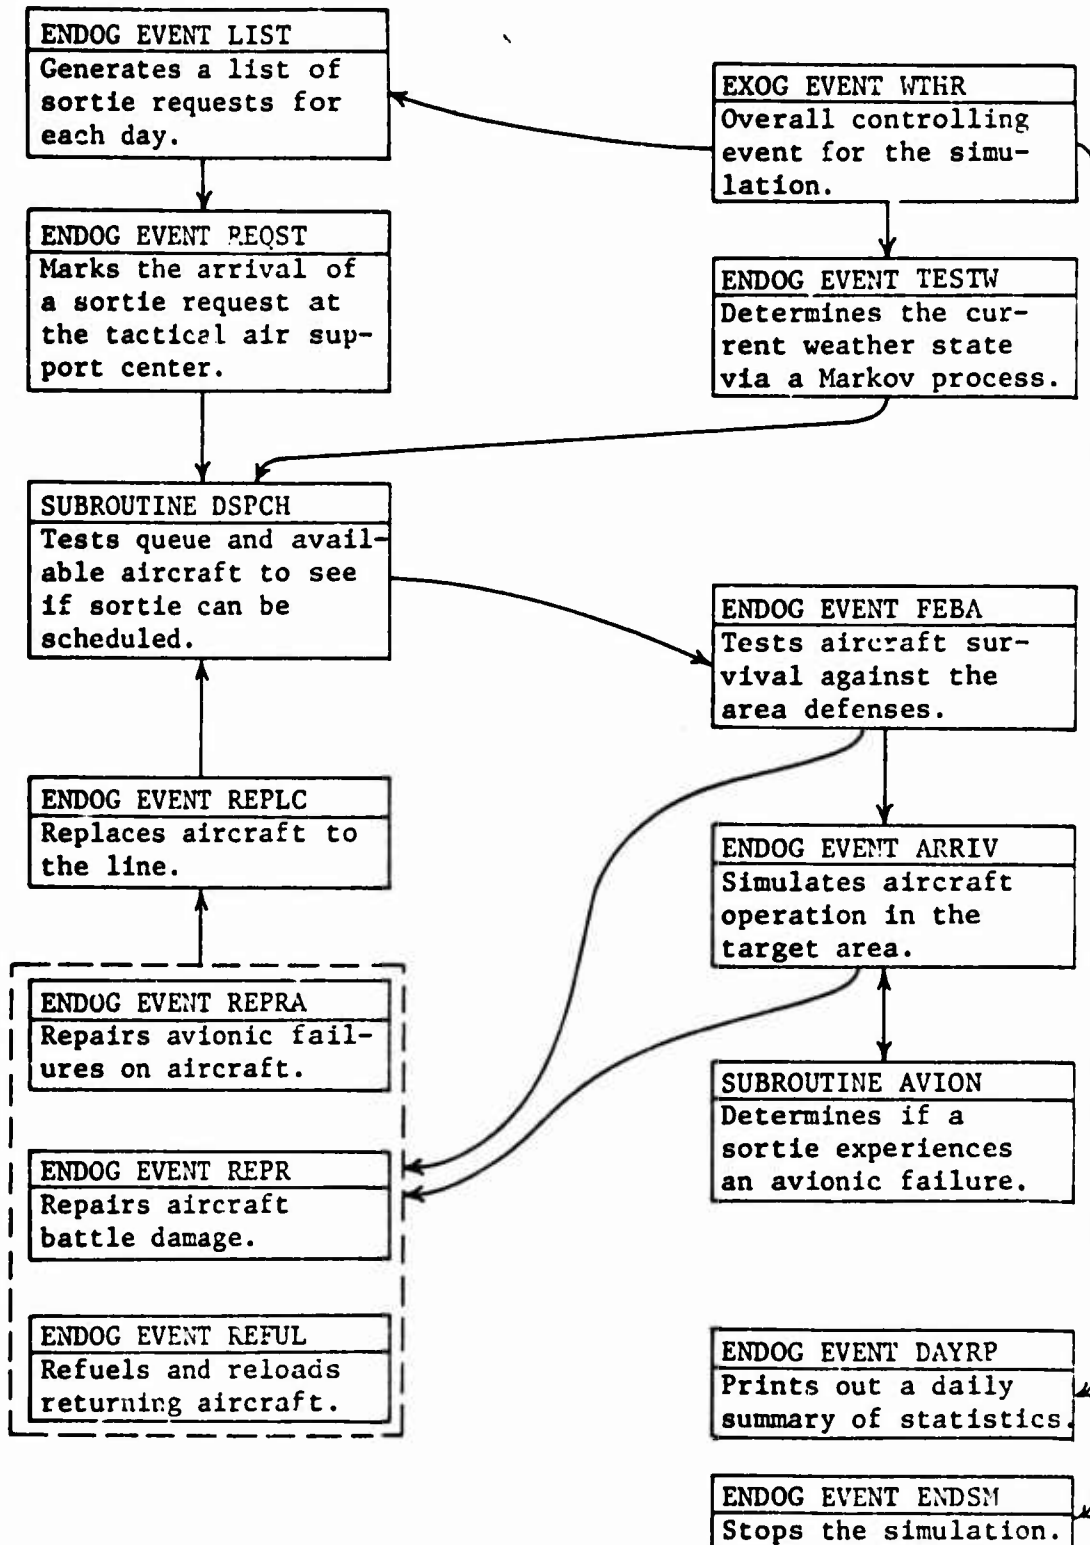 ENDOG EVENT LIST
Generates a list of
sortie requests for
each day.
EXOG EVENT WTHR
Overall controlling
event for the simu-
lation.
ENDOG EVENT REQST
Marks the arrival of
a sortie request at
the tactical air sup-
port center.
ENDOG EVENT TESTW
Determines the cur-
rent weather state
via a Markov process.
SUBROUTINE DSPCH
Tests queue and avail-
able aircraft to see
if sortie can be
scheduled.
ENDOG EVENT FEBA
Tests aircraft sur-
vival against the
area defenses.
ENDOG EVENT REPLC
Replaces aircraft to
the line.
ENDOG EVENT ARRIV
Simulates aircraft
operation in the
target area.
ENDOG EVENT REPRA
Repairs avionic fail-
ures on aircraft.
SUBROUTINE AVION
Determines if a
sortie experiences
an avionic failure.
ENDOG EVENT REPR
Repairs aircraft
battle damage.
ENDOG EVENT REFUL
Refuels and reloads
returning aircraft.
ENDOG EVENT DAYRP
Prints out a daily
summary of statistics.
ENDOG EVENT ENDSM
Stops the simulation.